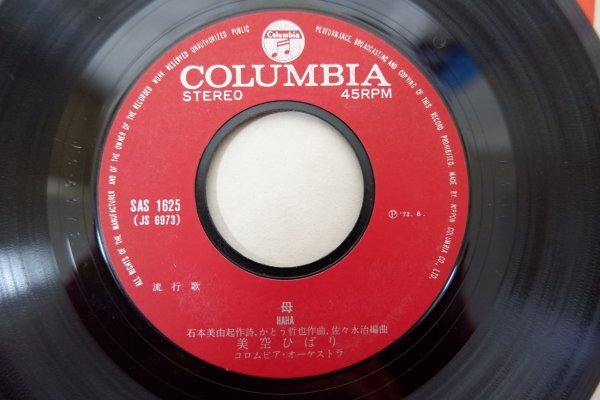 ALL RIGHTS OF THE MANUFACTURER AND OF THE OWNER OF THE RECORDED WORK RESERVED UNAUTHORIZED PUBLIC PERFORMANCE, BROADCASTING AND COPYING OF THIS RECORD PROHIBITED. MADE BY NIPPON COLUMBIA CO., LTD.
Columbia
COLUMBIA
STEREO 45RPM
SAS 1625
(JS 6973)
Ⓟ '72. 8.
流行歌
母
HAHA
石本美由起作詩、かとう哲也作曲、佐々永治編曲
美空ひばり
コロムビア・オーケストラ